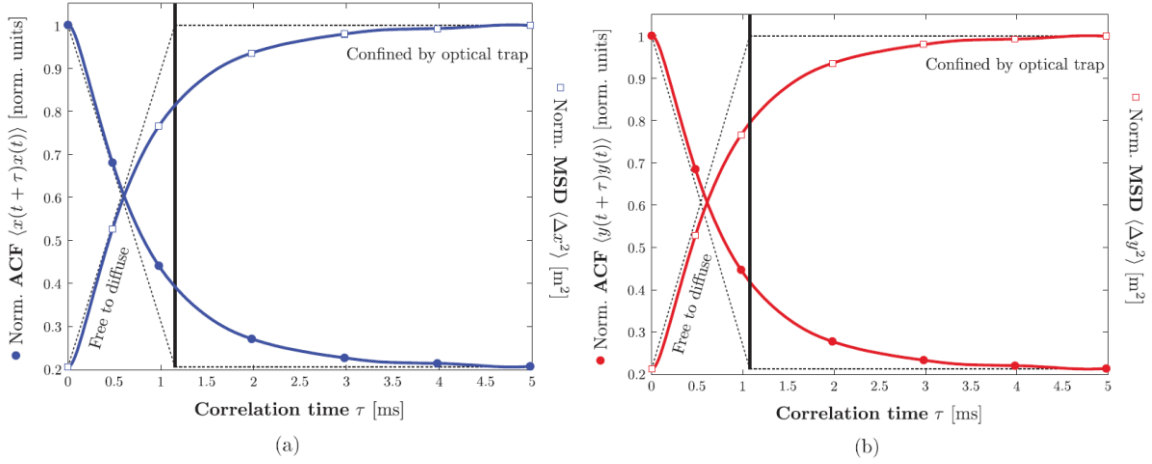 ● Norm. ACF ⟨x(t + τ)x(t)⟩ [norm. units]
1
0.9
0.8
0.7
0.6
0.5
0.4
0.3
0.2
Confined by optical trap
Free to diffuse
□ Norm. MSD ⟨Δx²⟩ [m²]
0 0.5 1 1.5 2 2.5 3 3.5 4 4.5 5
Correlation time τ [ms]
(a)
● Norm. ACF ⟨y(t + τ)y(t)⟩ [norm. units]
1
0.9
0.8
0.7
0.6
0.5
0.4
0.3
0.2
Confined by optical trap
Free to diffuse
□ Norm. MSD ⟨Δy²⟩ [m²]
0 0.5 1 1.5 2 2.5 3 3.5 4 4.5 5
Correlation time τ [ms]
(b)